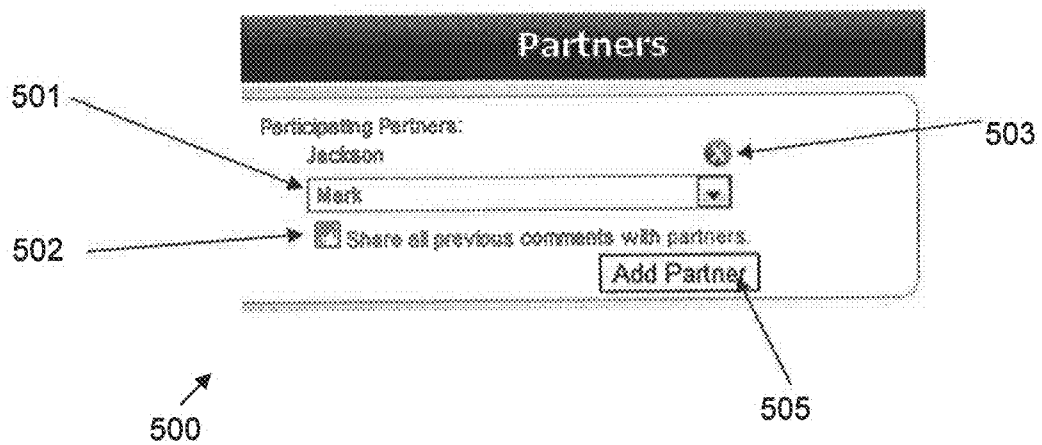 Partners
501
Participating Partners:
503
Jackson
Mark
502
Share all previous comments with partners.
Add Partner
500
505